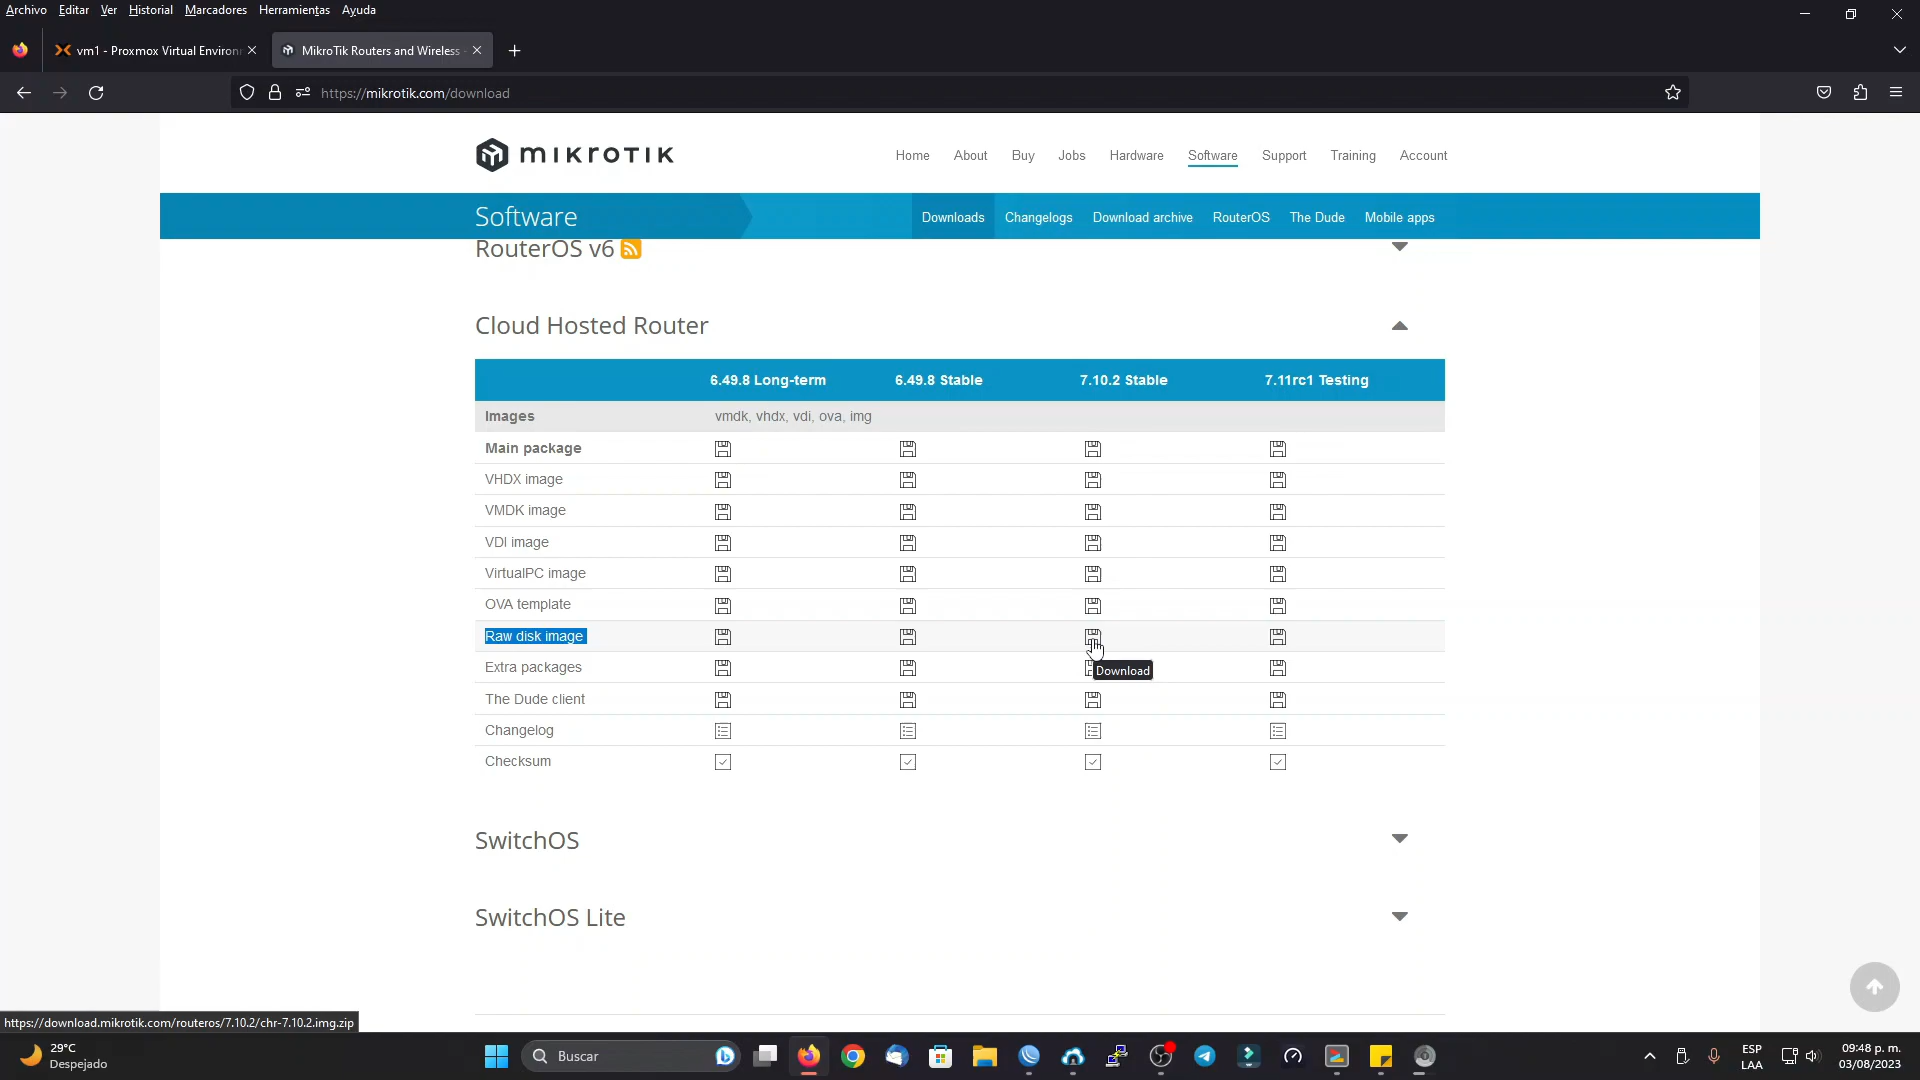 Archivo Editar Ver Historial Marcadores Herramientas Ayuda
vm1 - Proxmox Virtual Environ
MikroTik Routers and Wireless
https://mikrotik.com/download
MIKROTIK
Home About Buy Jobs Hardware Software Support Training Account
Software
Downloads Changelogs Download archive RouterOS The Dude Mobile apps
RouterOS v6
Cloud Hosted Router
6.49.8 Long-term 6.49.8 Stable 7.10.2 Stable 7.11rc1 Testing
Images vmdk, vhdx, vdi, ova, img
Main package
VHDX image
VMDK image
VDI image
VirtualPC image
OVA template
Raw disk image
Extra packages
Download
The Dude client
Changelog
Checksum
SwitchOS
SwitchOS Lite
https://download.mikrotik.com/routeros/7.10.2/chr-7.10.2.img.zip
29°C
Despejado
Buscar
ESP
LAA
09:48 p. m.
03/08/2023